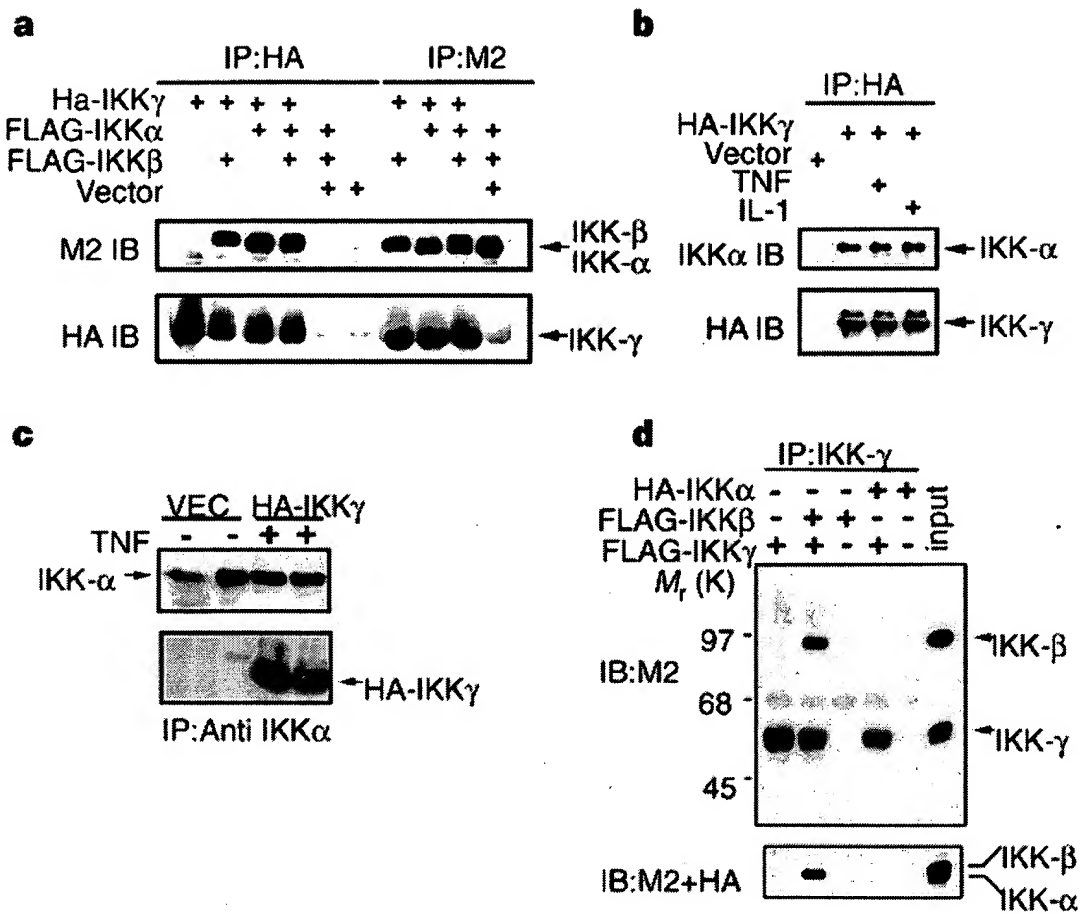 a
IP:HA IP:M2
Ha-IKKγ + + + + + + +
FLAG-IKKα + + + + + +
FLAG-IKKβ + + + + + +
Vector + + +
M2 IB
IKK-β
IKK-α
HA IB
IKK-γ
b
IP:HA
HA-IKKγ + + +
Vector +
TNF +
IL-1 +
IKKα IB
IKK-α
HA IB
IKK-γ
c
VEC HA-IKKγ
TNF - - + +
IKK-α
HA-IKKγ
IP:Anti IKKα
d
IP:IKK-γ
HA-IKKα - - - + + input
FLAG-IKKβ - + + - -
FLAG-IKKγ + + - + -
Mr (K)
97
IKK-β
IB:M2
68
IKK-γ
45
IB:M2+HA
IKK-β
IKK-α